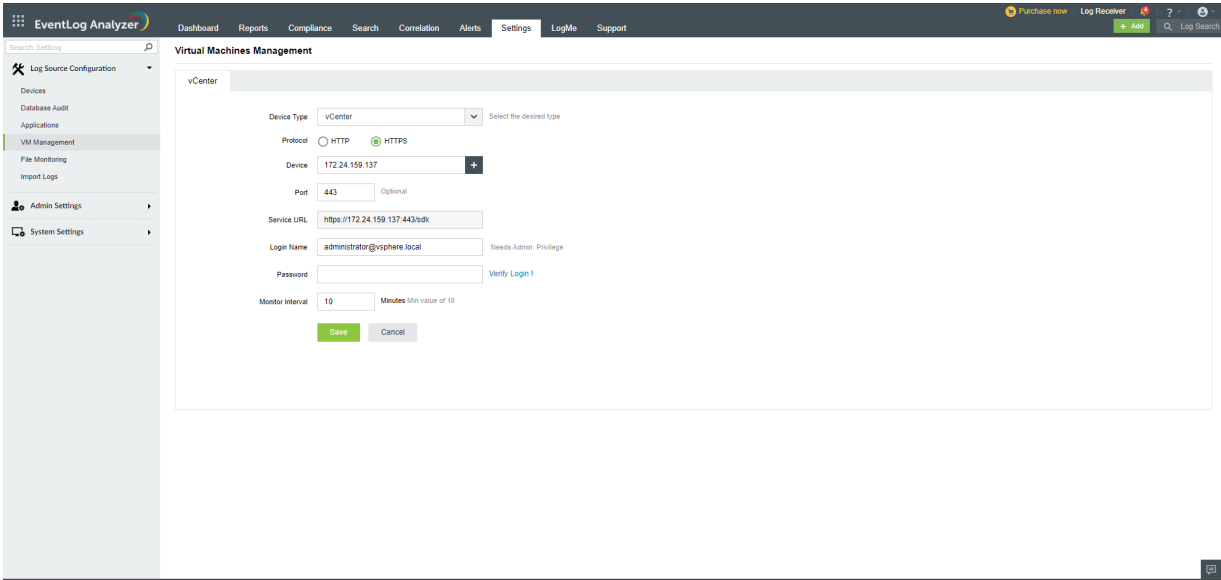 Purchase now Log Receiver ?
EventLog Analyzer
Dashboard Reports Compliance Search Correlation Alerts Settings LogMe Support
+ Add Log Search
Search Setting
Virtual Machines Management
Log Source Configuration
vCenter
Devices
Database Audit
Applications
VM Management
File Monitoring
Import Logs
Admin Settings
System Settings
Device Type vCenter Select the desired type
Protocol HTTP HTTPS
Device 172.24.159.137 +
Port 443 Optional
Service URL https://172.24.159.137:443/sdk
Login Name administrator@vsphere.local Needs Admin. Privilege
Password Verify Login !
Monitor Interval 10 Minutes Min value of 10
Save Cancel